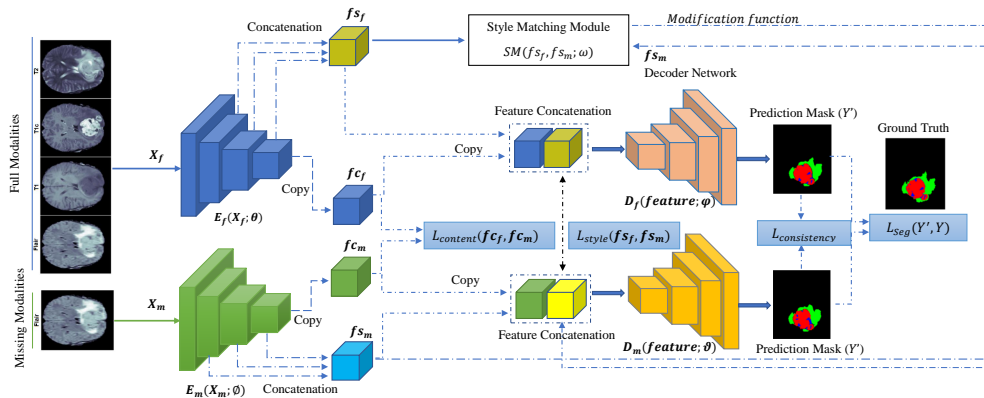 Full Modalities
Missing Modalities
T2
T1c
T1
Flair
Flair
X_f
X_m
E_f(X_f; θ)
E_m(X_m; ∅)
Concatenation
fs_f
Copy
fc_f
fc_m
Copy
fs_m
Concatenation
Style Matching Module
SM(fs_f, fs_m; ω)
Modification function
fs_m
Decoder Network
Feature Concatenation
Copy
L_content(fc_f, fc_m)
L_style(fs_f, fs_m)
Copy
Feature Concatenation
D_f(feature; φ)
D_m(feature; ϑ)
Prediction Mask (Y')
Ground Truth
L_consistency
L_Seg(Y', Y)
Prediction Mask (Y')